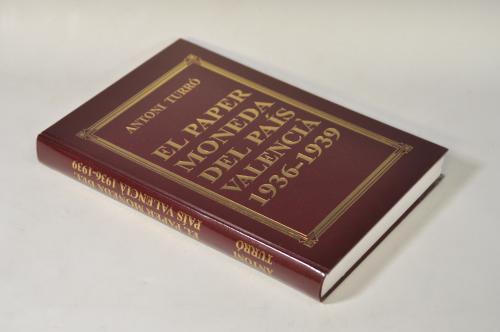 ANTONI TURRÓ
EL PAPER
MONEDA
DEL PAÍS
VALENCIÀ
1936-1939
ANTONI
TURRÓ
EL PAPER MONEDA DEL
PAÍS VALENCIÀ 1936-1939